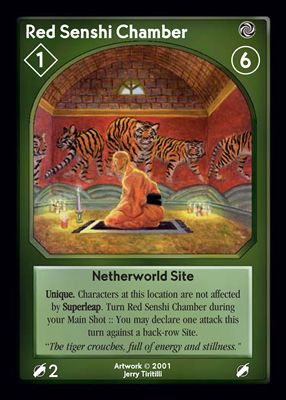 Red Senshi Chamber
1
6
Netherworld Site
Unique. Characters at this location are not affected
by Superleap. Turn Red Senshi Chamber during
your Main Shot :: You may declare one attack this
turn against a back-row Site.
"The tiger crouches, full of energy and stillness."
2
Artwork © 2001
Jerry Tiritilli